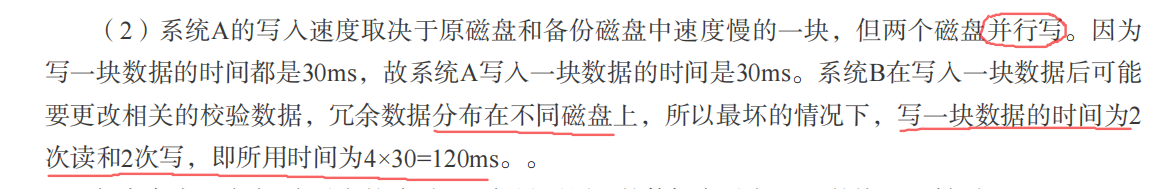 （2）系统A的写入速度取决于原磁盘和备份磁盘中速度慢的一块，但两个磁盘并行写。因为
写一块数据的时间都是30ms，故系统A写入一块数据的时间是30ms。系统B在写入一块数据后可能
要更改相关的校验数据，冗余数据分布在不同磁盘上，所以最坏的情况下，写一块数据的时间为2
次读和2次写，即所用时间为4×30=120ms。。